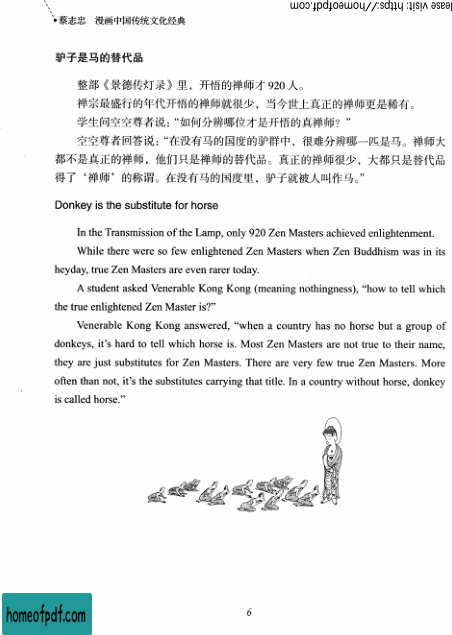 ease visit: https://homeofpdf.com
蔡志忠 漫画中国传统文化经典
驴子是马的替代品
整部《景德传灯录》里，开悟的禅师才 920 人。
禅宗最盛行的年代开悟的禅师就很少，当今世上真正的禅师更是稀有。
学生问空空尊者说：“如何分辨哪位才是开悟的真禅师？”
空空尊者回答说：“在没有马的国度的驴群中，很难分辨哪一匹是马。禅师大
都不是真正的禅师，他们只是禅师的替代品。真正的禅师很少，大都只是替代品
得了‘禅师’的称谓。在没有马的国度里，驴子就被人叫作马。”
Donkey is the substitute for horse
In the Transmission of the Lamp, only 920 Zen Masters achieved enlightenment.
While there were so few enlightened Zen Masters when Zen Buddhism was in its
heyday, true Zen Masters are even rarer today.
A student asked Venerable Kong Kong (meaning nothingness), “how to tell which
the true enlightened Zen Master is?”
Venerable Kong Kong answered, “when a country has no horse but a group of
donkeys, it’s hard to tell which horse is. Most Zen Masters are not true to their name,
they are just substitutes for Zen Masters. There are very few true Zen Masters. More
often than not, it’s the substitutes carrying that title. In a country without horse, donkey
is called horse.”
6
homeofpdf.com